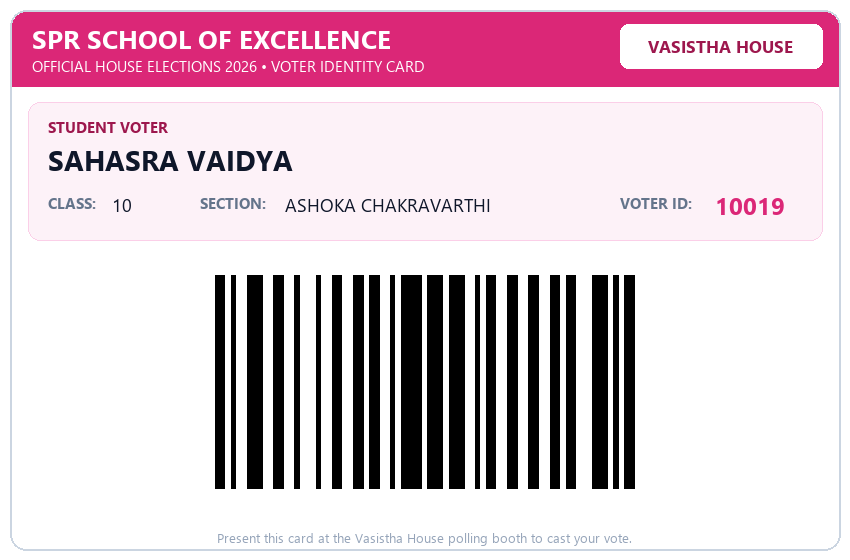 SPR SCHOOL OF EXCELLENCE
OFFICIAL HOUSE ELECTIONS 2026 • VOTER IDENTITY CARD
VASISTHA HOUSE
STUDENT VOTER
SAHASRA VAIDYA
CLASS: 10 SECTION: ASHOKA CHAKRAVARTHI VOTER ID: 10019
Present this card at the Vasistha House polling booth to cast your vote.